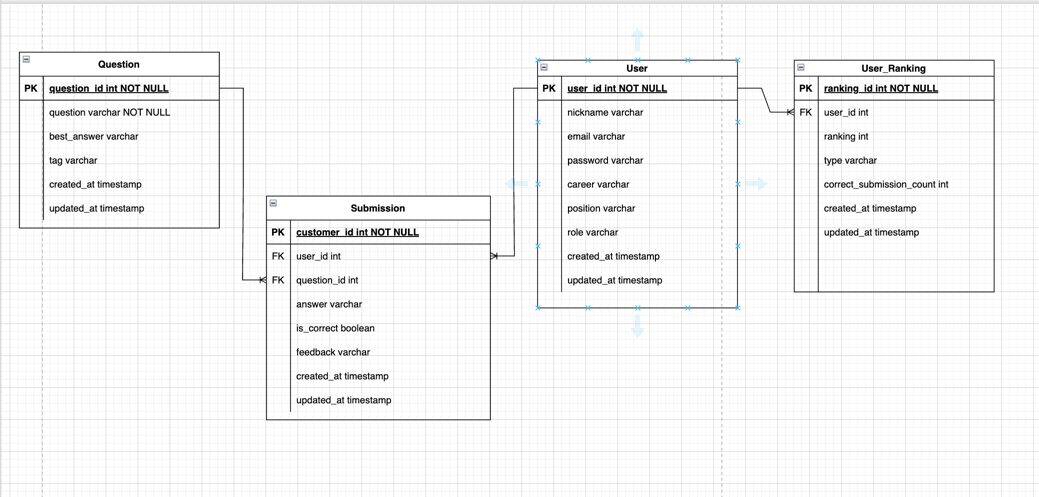 Question
PK question_id int NOT NULL
question varchar NOT NULL
best_answer varchar
tag varchar
created_at timestamp
updated_at timestamp
Submission
PK customer_id int NOT NULL
FK user_id int
FK question_id int
answer varchar
is_correct boolean
feedback varchar
created_at timestamp
updated_at timestamp
User
PK user_id int NOT NULL
nickname varchar
email varchar
password varchar
career varchar
position varchar
role varchar
created_at timestamp
updated_at timestamp
User_Ranking
PK ranking_id int NOT NULL
FK user_id int
ranking int
type varchar
correct_submission_count int
created_at timestamp
updated_at timestamp